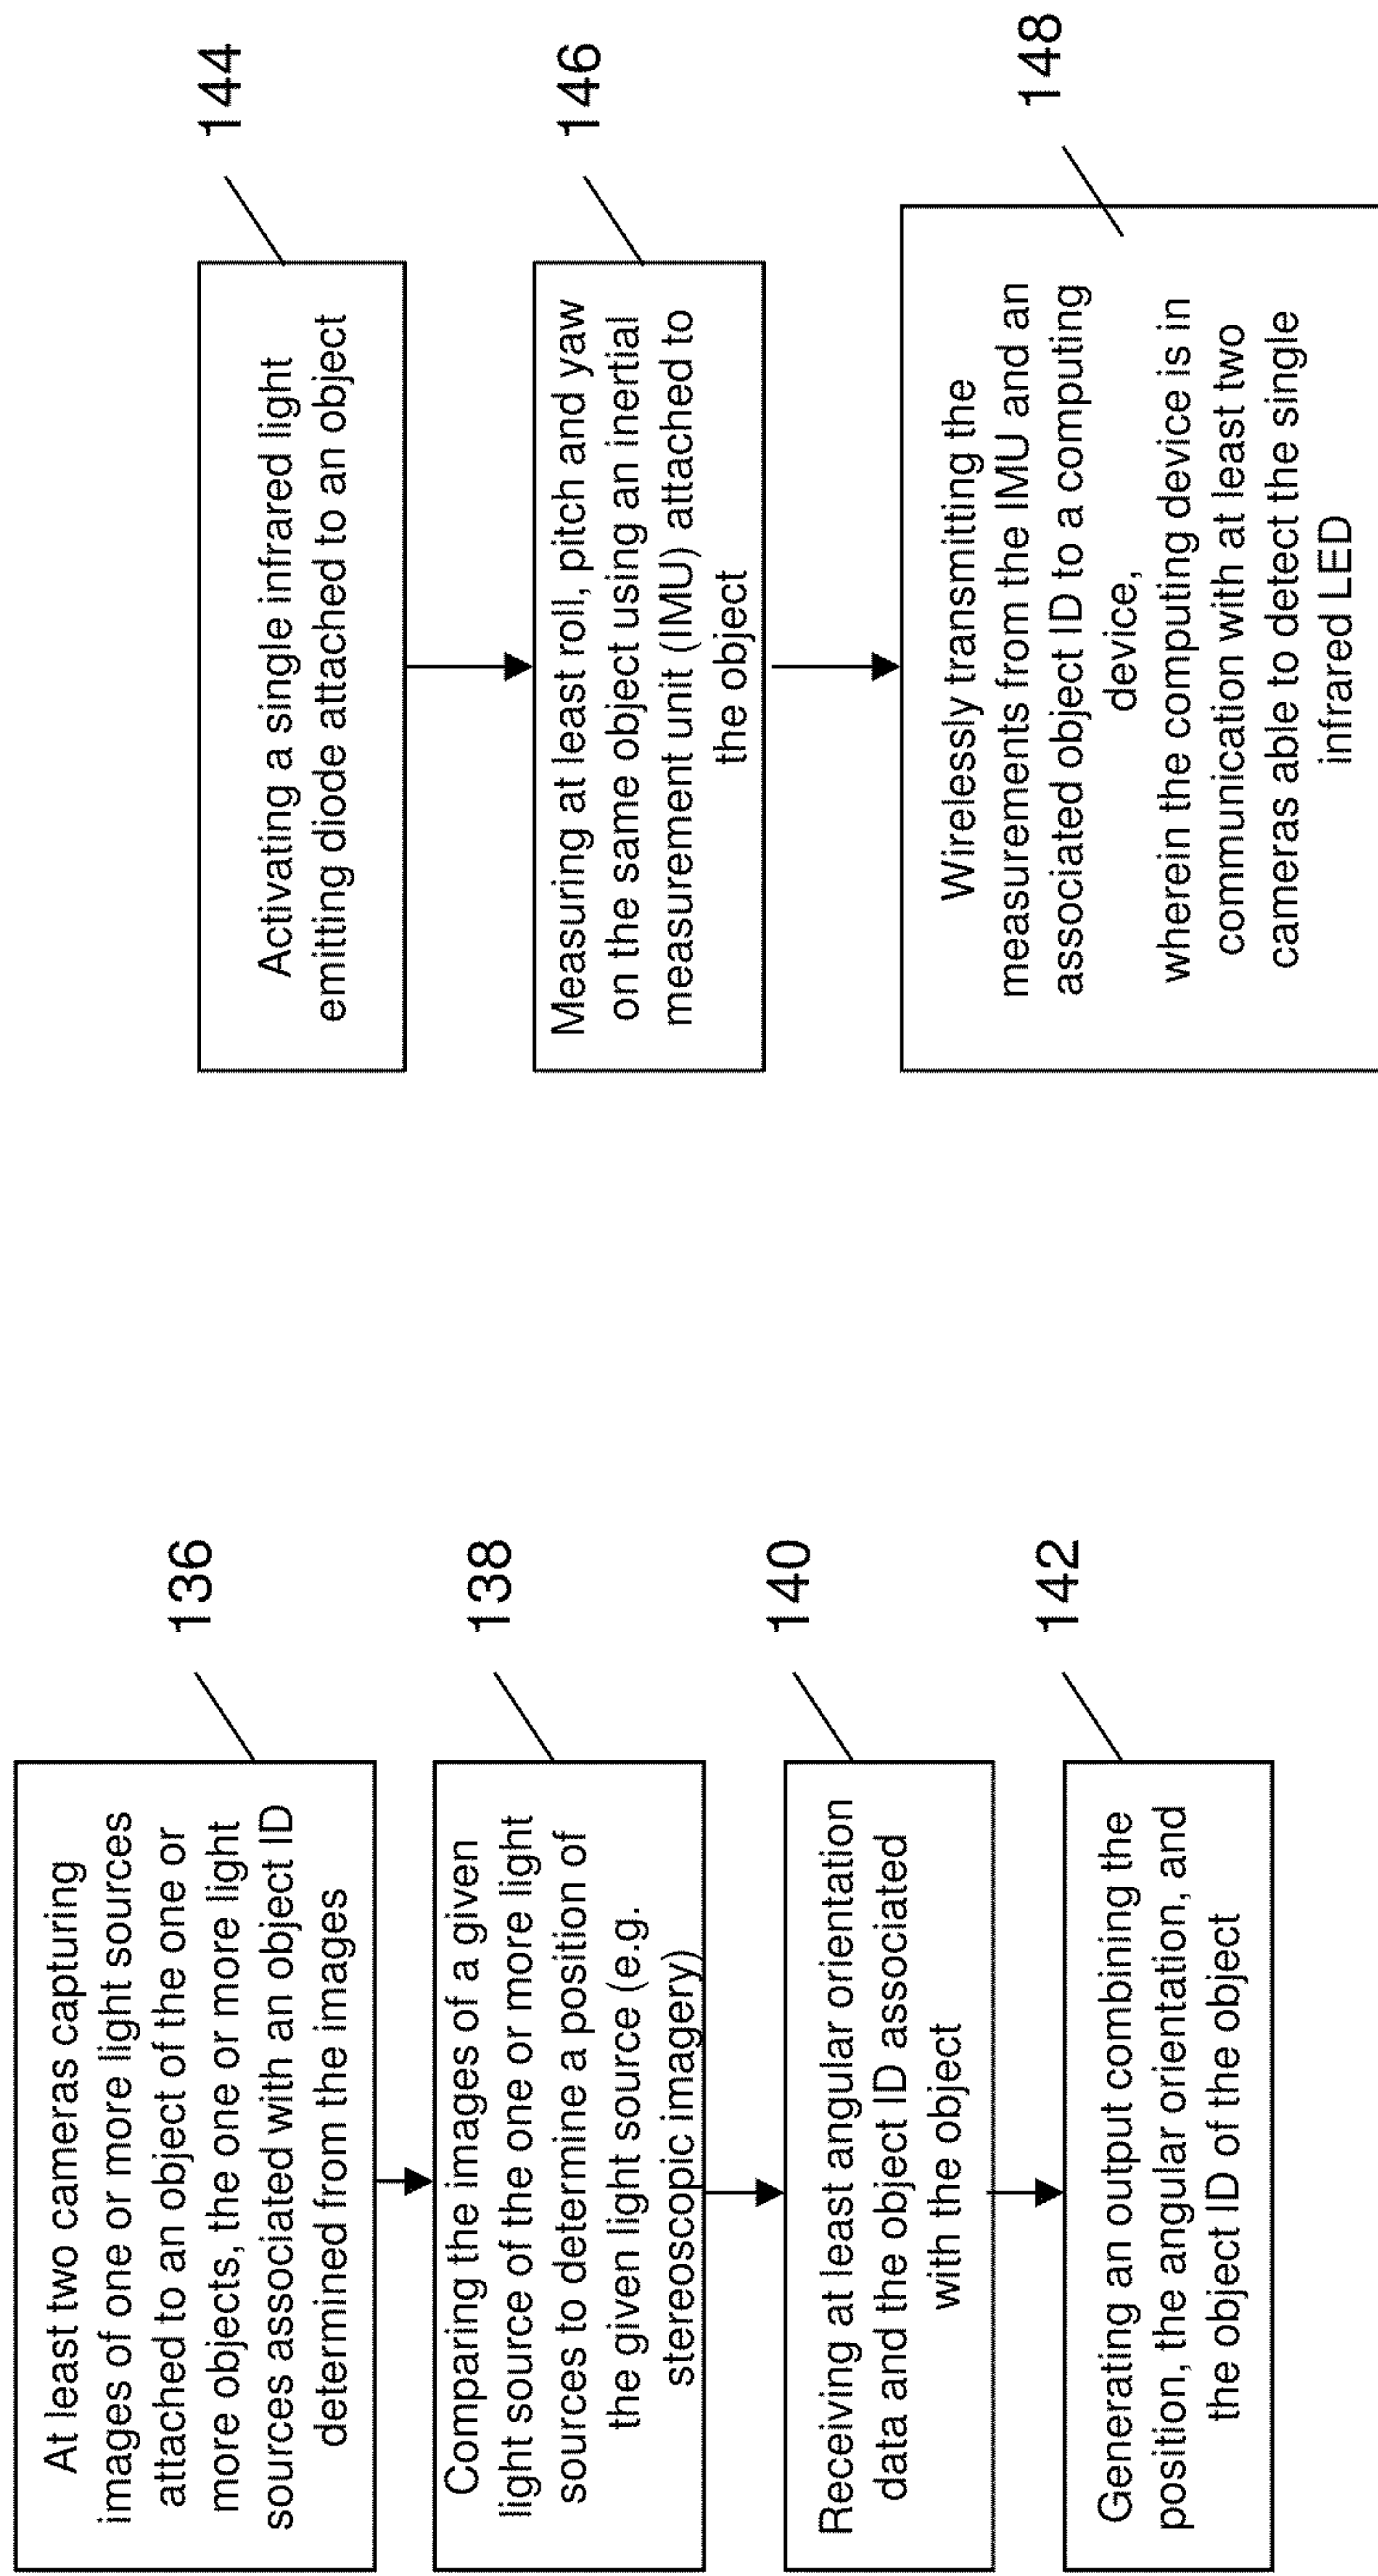 At least two cameras capturing
images of one or more light sources
attached to an object of the one or
more objects, the one or more light
sources associated with an object ID
determined from the images
136
Comparing the images of a given
light source of the one or more light
sources to determine a position of
the given light source (e.g.
stereoscopic imagery)
138
Receiving at least angular orientation
data and the object ID associated
with the object
140
Generating an output combining the
position, the angular orientation, and
the object ID of the object
142
Activating a single infrared light
emitting diode attached to an object
144
Measuring at least roll, pitch and yaw
on the same object using an inertial
measurement unit (IMU) attached to
the object
146
Wirelessly transmitting the
measurements from the IMU and an
associated object ID to a computing
device,
wherein the computing device is in
communication with at least two
cameras able to detect the single
infrared LED
148